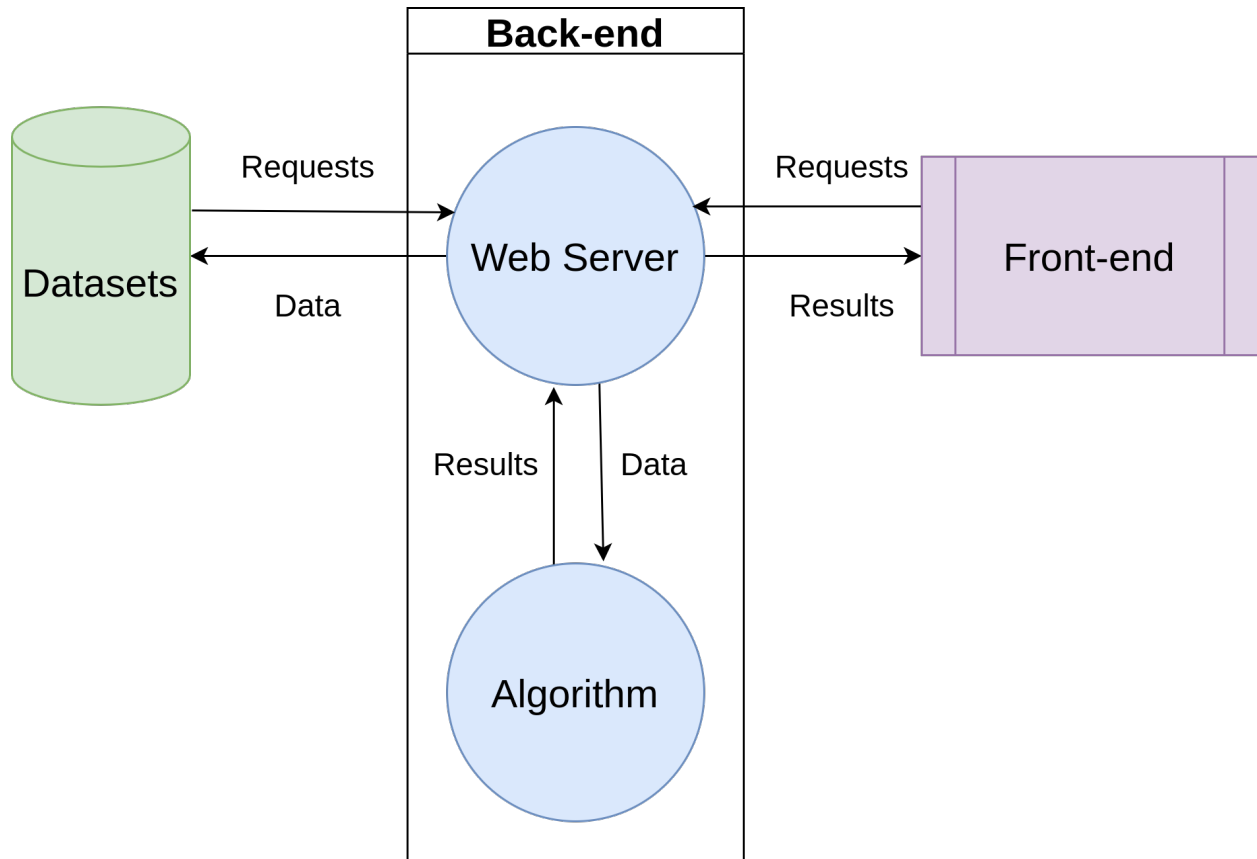 Back-end
Requests
Requests
Datasets
Web Server
Front-end
Data
Results
Results
Data
Algorithm